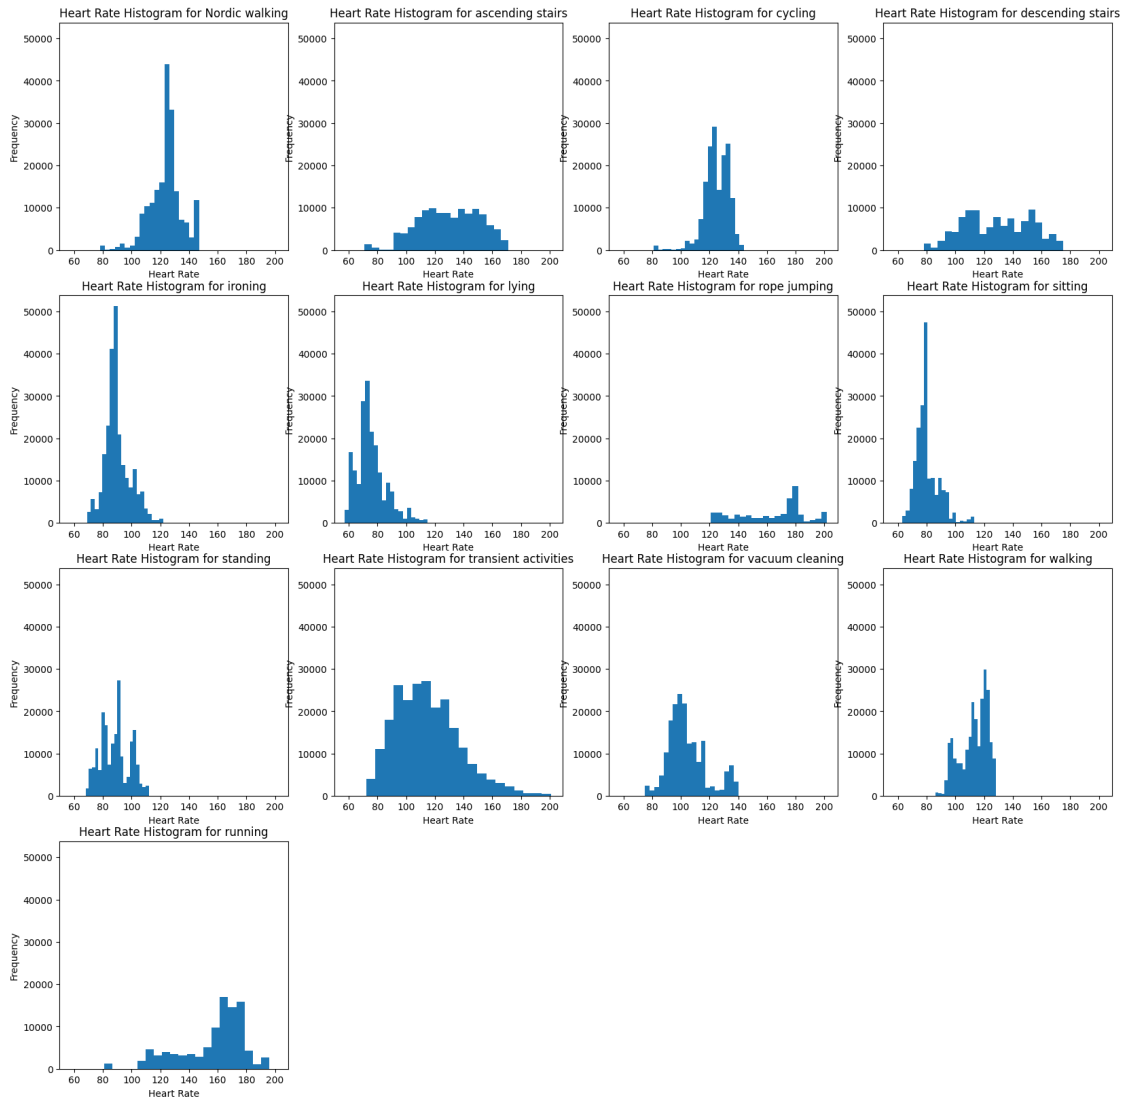 Heart Rate Histogram for Nordic walking
50000
40000
30000
20000
10000
0
Frequency
60 80 100 120 140 160 180 200
Heart Rate
Heart Rate Histogram for ascending stairs
50000
40000
30000
20000
10000
0
Frequency
60 80 100 120 140 160 180 200
Heart Rate
Heart Rate Histogram for cycling
50000
40000
30000
20000
10000
0
Frequency
60 80 100 120 140 160 180 200
Heart Rate
Heart Rate Histogram for descending stairs
50000
40000
30000
20000
10000
0
Frequency
60 80 100 120 140 160 180 200
Heart Rate
Heart Rate Histogram for ironing
50000
40000
30000
20000
10000
0
Frequency
60 80 100 120 140 160 180 200
Heart Rate
Heart Rate Histogram for lying
50000
40000
30000
20000
10000
0
Frequency
60 80 100 120 140 160 180 200
Heart Rate
Heart Rate Histogram for rope jumping
50000
40000
30000
20000
10000
0
Frequency
60 80 100 120 140 160 180 200
Heart Rate
Heart Rate Histogram for sitting
50000
40000
30000
20000
10000
0
Frequency
60 80 100 120 140 160 180 200
Heart Rate
Heart Rate Histogram for standing
50000
40000
30000
20000
10000
0
Frequency
60 80 100 120 140 160 180 200
Heart Rate
Heart Rate Histogram for transient activities
50000
40000
30000
20000
10000
0
Frequency
60 80 100 120 140 160 180 200
Heart Rate
Heart Rate Histogram for vacuum cleaning
50000
40000
30000
20000
10000
0
Frequency
60 80 100 120 140 160 180 200
Heart Rate
Heart Rate Histogram for walking
50000
40000
30000
20000
10000
0
Frequency
60 80 100 120 140 160 180 200
Heart Rate
Heart Rate Histogram for running
50000
40000
30000
20000
10000
0
Frequency
60 80 100 120 140 160 180 200
Heart Rate